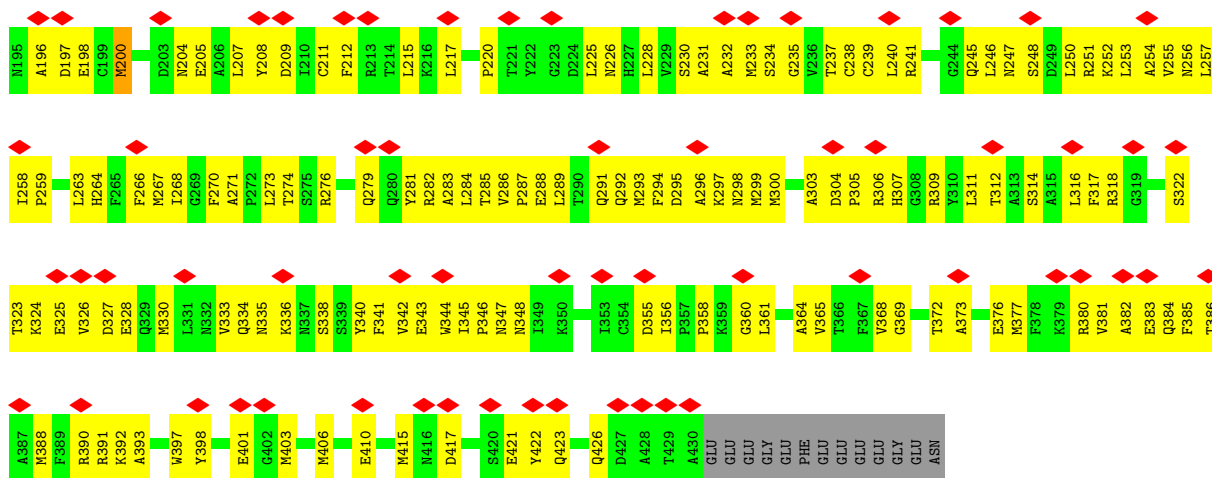 N195 A196 D197 E198 C199 M200 D203 N204 E205 A206 L207 Y208 D209 I210 C211 F212 R213 T214 L215 K216 L217 P220 T221 Y222 G223 D224 L225 N226 H227 L228 V229 S230 A231 A232 M233 S234 G235 V236 T237 C238 C239 L240 R241 G244 Q245 L246 N247 S248 D249 L250 R251 K252 L253 A254 V255 N256 L257
I258 P259 L263 H264 F265 F266 M267 I268 G269 F270 A271 P272 L273 T274 S275 R276 Q279 Q280 Y281 R282 A283 L284 T285 V286 P287 E288 L289 T290 Q291 Q292 M293 F294 D295 A296 K297 N298 M299 M300 A303 D304 P305 R306 H307 G308 R309 Y310 L311 T312 A313 S314 A315 L316 F317 R318 G319 S322
T323 K324 E325 V326 D327 E328 Q329 M330 L331 N332 V333 Q334 N335 K336 N337 S338 S339 Y340 F341 V342 E343 W344 I345 P346 N347 N348 I349 K350 I353 C354 D355 I356 P357 P358 K359 G360 L361 A364 V365 T366 F367 V368 G369 T372 A373 E376 M377 F378 K379 R380 V381 A382 E383 Q384 F385 T386
A387 M388 F389 R390 R391 K392 A393 W397 Y398 E401 G402 M403 M406 E410 M415 N416 D417 S420 E421 Y422 Q423 Q426 D427 A428 T429 A430 GLU GLU GLU GLY GLU PHE GLU GLU GLU GLU GLU GLY GLU ASN